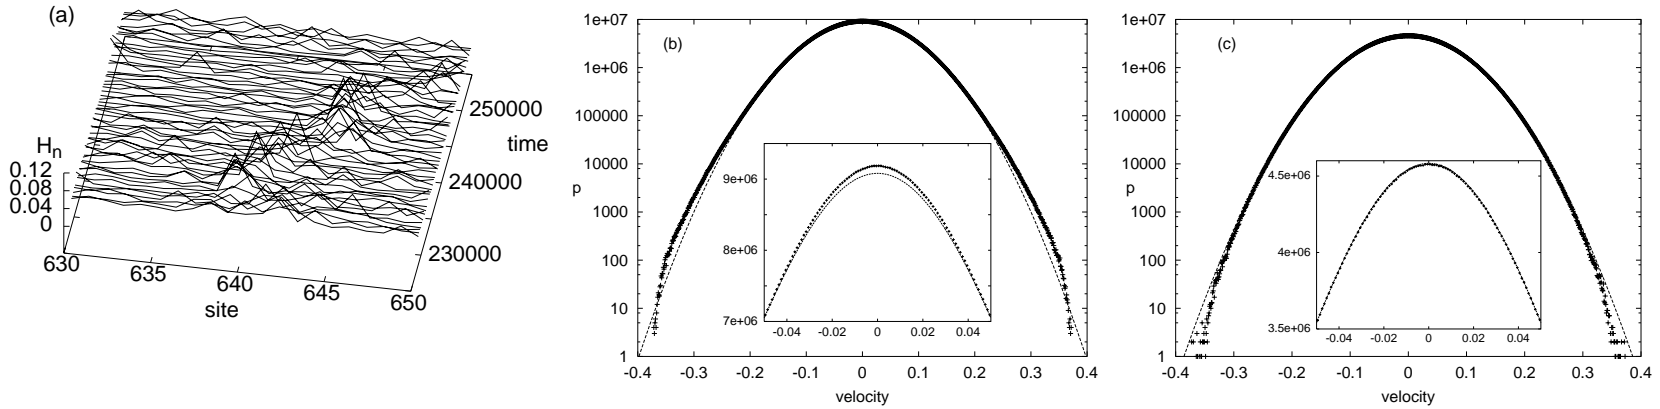 (a)
H_n
0.12
0.08
0.04
0
630
635
640
645
650
site
230000
240000
250000
time
(b)
1e+07
1e+06
100000
10000
1000
100
10
1
p
-0.4 -0.3 -0.2 -0.1 0 0.1 0.2 0.3 0.4
velocity
9e+06
8e+06
7e+06
-0.04 -0.02 0 0.02 0.04
(c)
1e+07
1e+06
100000
10000
1000
100
10
1
p
-0.4 -0.3 -0.2 -0.1 0 0.1 0.2 0.3 0.4
velocity
4.5e+06
4e+06
3.5e+06
-0.04 -0.02 0 0.02 0.04